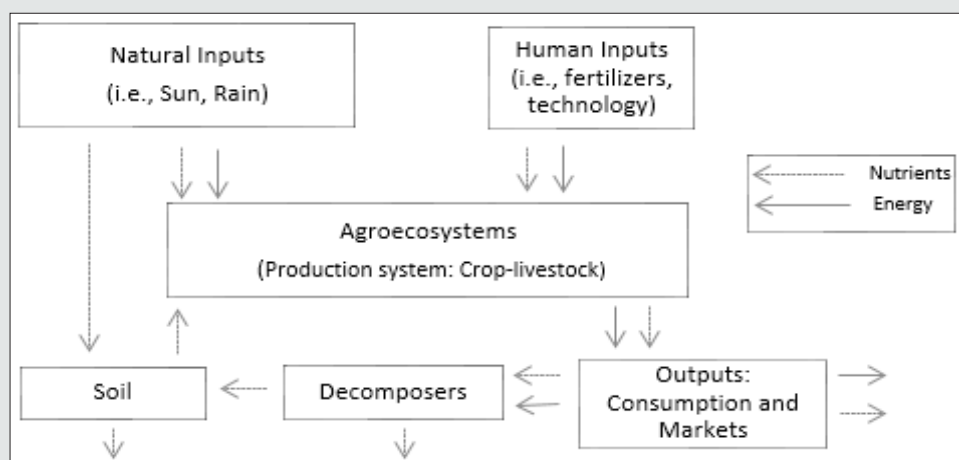 Natural Inputs
(i.e., Sun, Rain)
Human Inputs
(i.e., fertilizers,
technology)
Nutrients
Energy
Agroecosystems
(Production system: Crop-livestock)
Soil
Decomposers
Outputs:
Consumption and
Markets